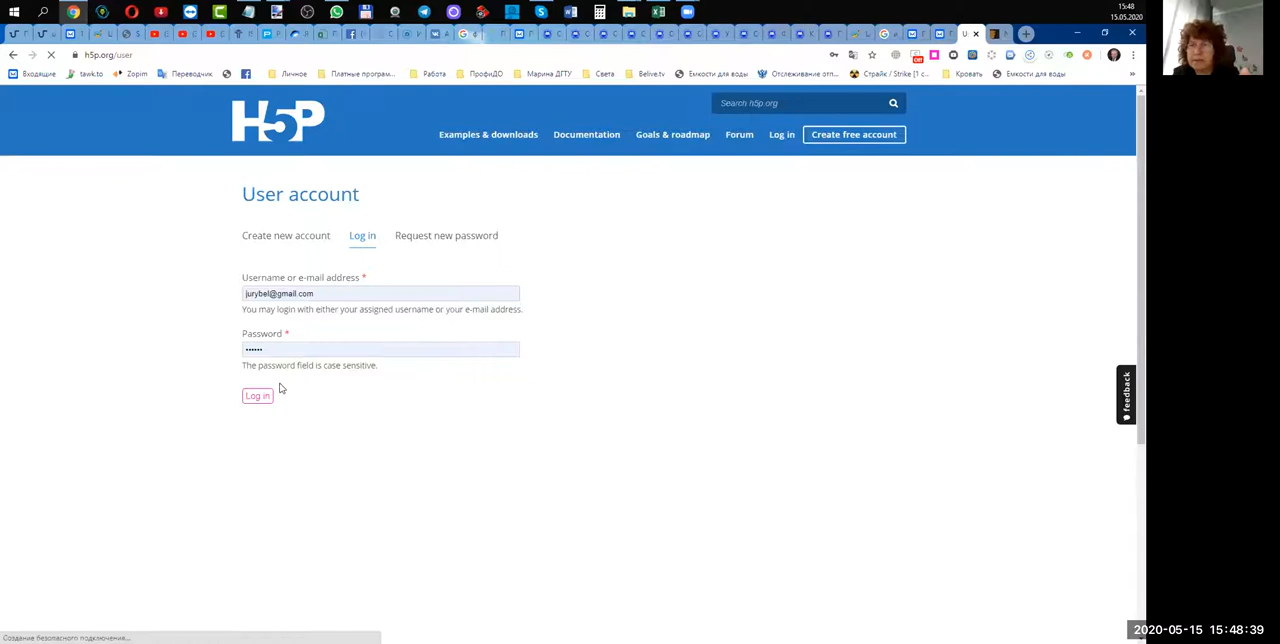 15:48
15.05.2020
h5p.org/user
Входящие
tawk.to
Zopim
Переводчик
Личное
Платные програм...
Работа
ПрофиДО
Марина ДГТУ
Света
Belive.tv
Емкости для воды
Отслеживание отп...
Страйк / Strike [1 с...
Кровать
Емкости для воды
H5P
Search h5p.org
Examples & downloads
Documentation
Goals & roadmap
Forum
Log in
Create free account
User account
Create new account
Log in
Request new password
Username or e-mail address *
jurybel@gmail.com
You may login with either your assigned username or your e-mail address.
Password *
••••••
The password field is case sensitive.
Log in
feedback
Создание безопасного подключения...
2020-05-15 15:48:39